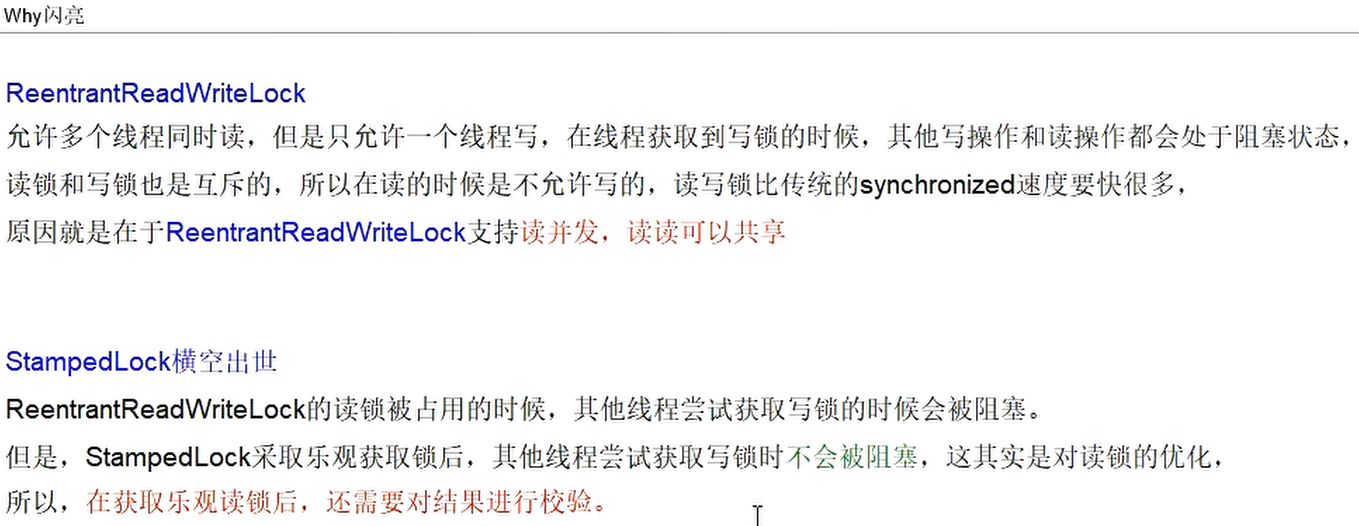 Why闪亮
ReentrantReadWriteLock
允许多个线程同时读，但是只允许一个线程写，在线程获取到写锁的时候，其他写操作和读操作都会处于阻塞状态，
读锁和写锁也是互斥的，所以在读的时候是不允许写的，读写锁比传统的synchronized速度要快很多，
原因就是在于ReentrantReadWriteLock支持读并发，读读可以共享
StampedLock横空出世
ReentrantReadWriteLock的读锁被占用的时候，其他线程尝试获取写锁的时候会被阻塞。
但是，StampedLock采取乐观获取锁后，其他线程尝试获取写锁时不会被阻塞，这其实是对读锁的优化，
所以，在获取乐观读锁后，还需要对结果进行校验。